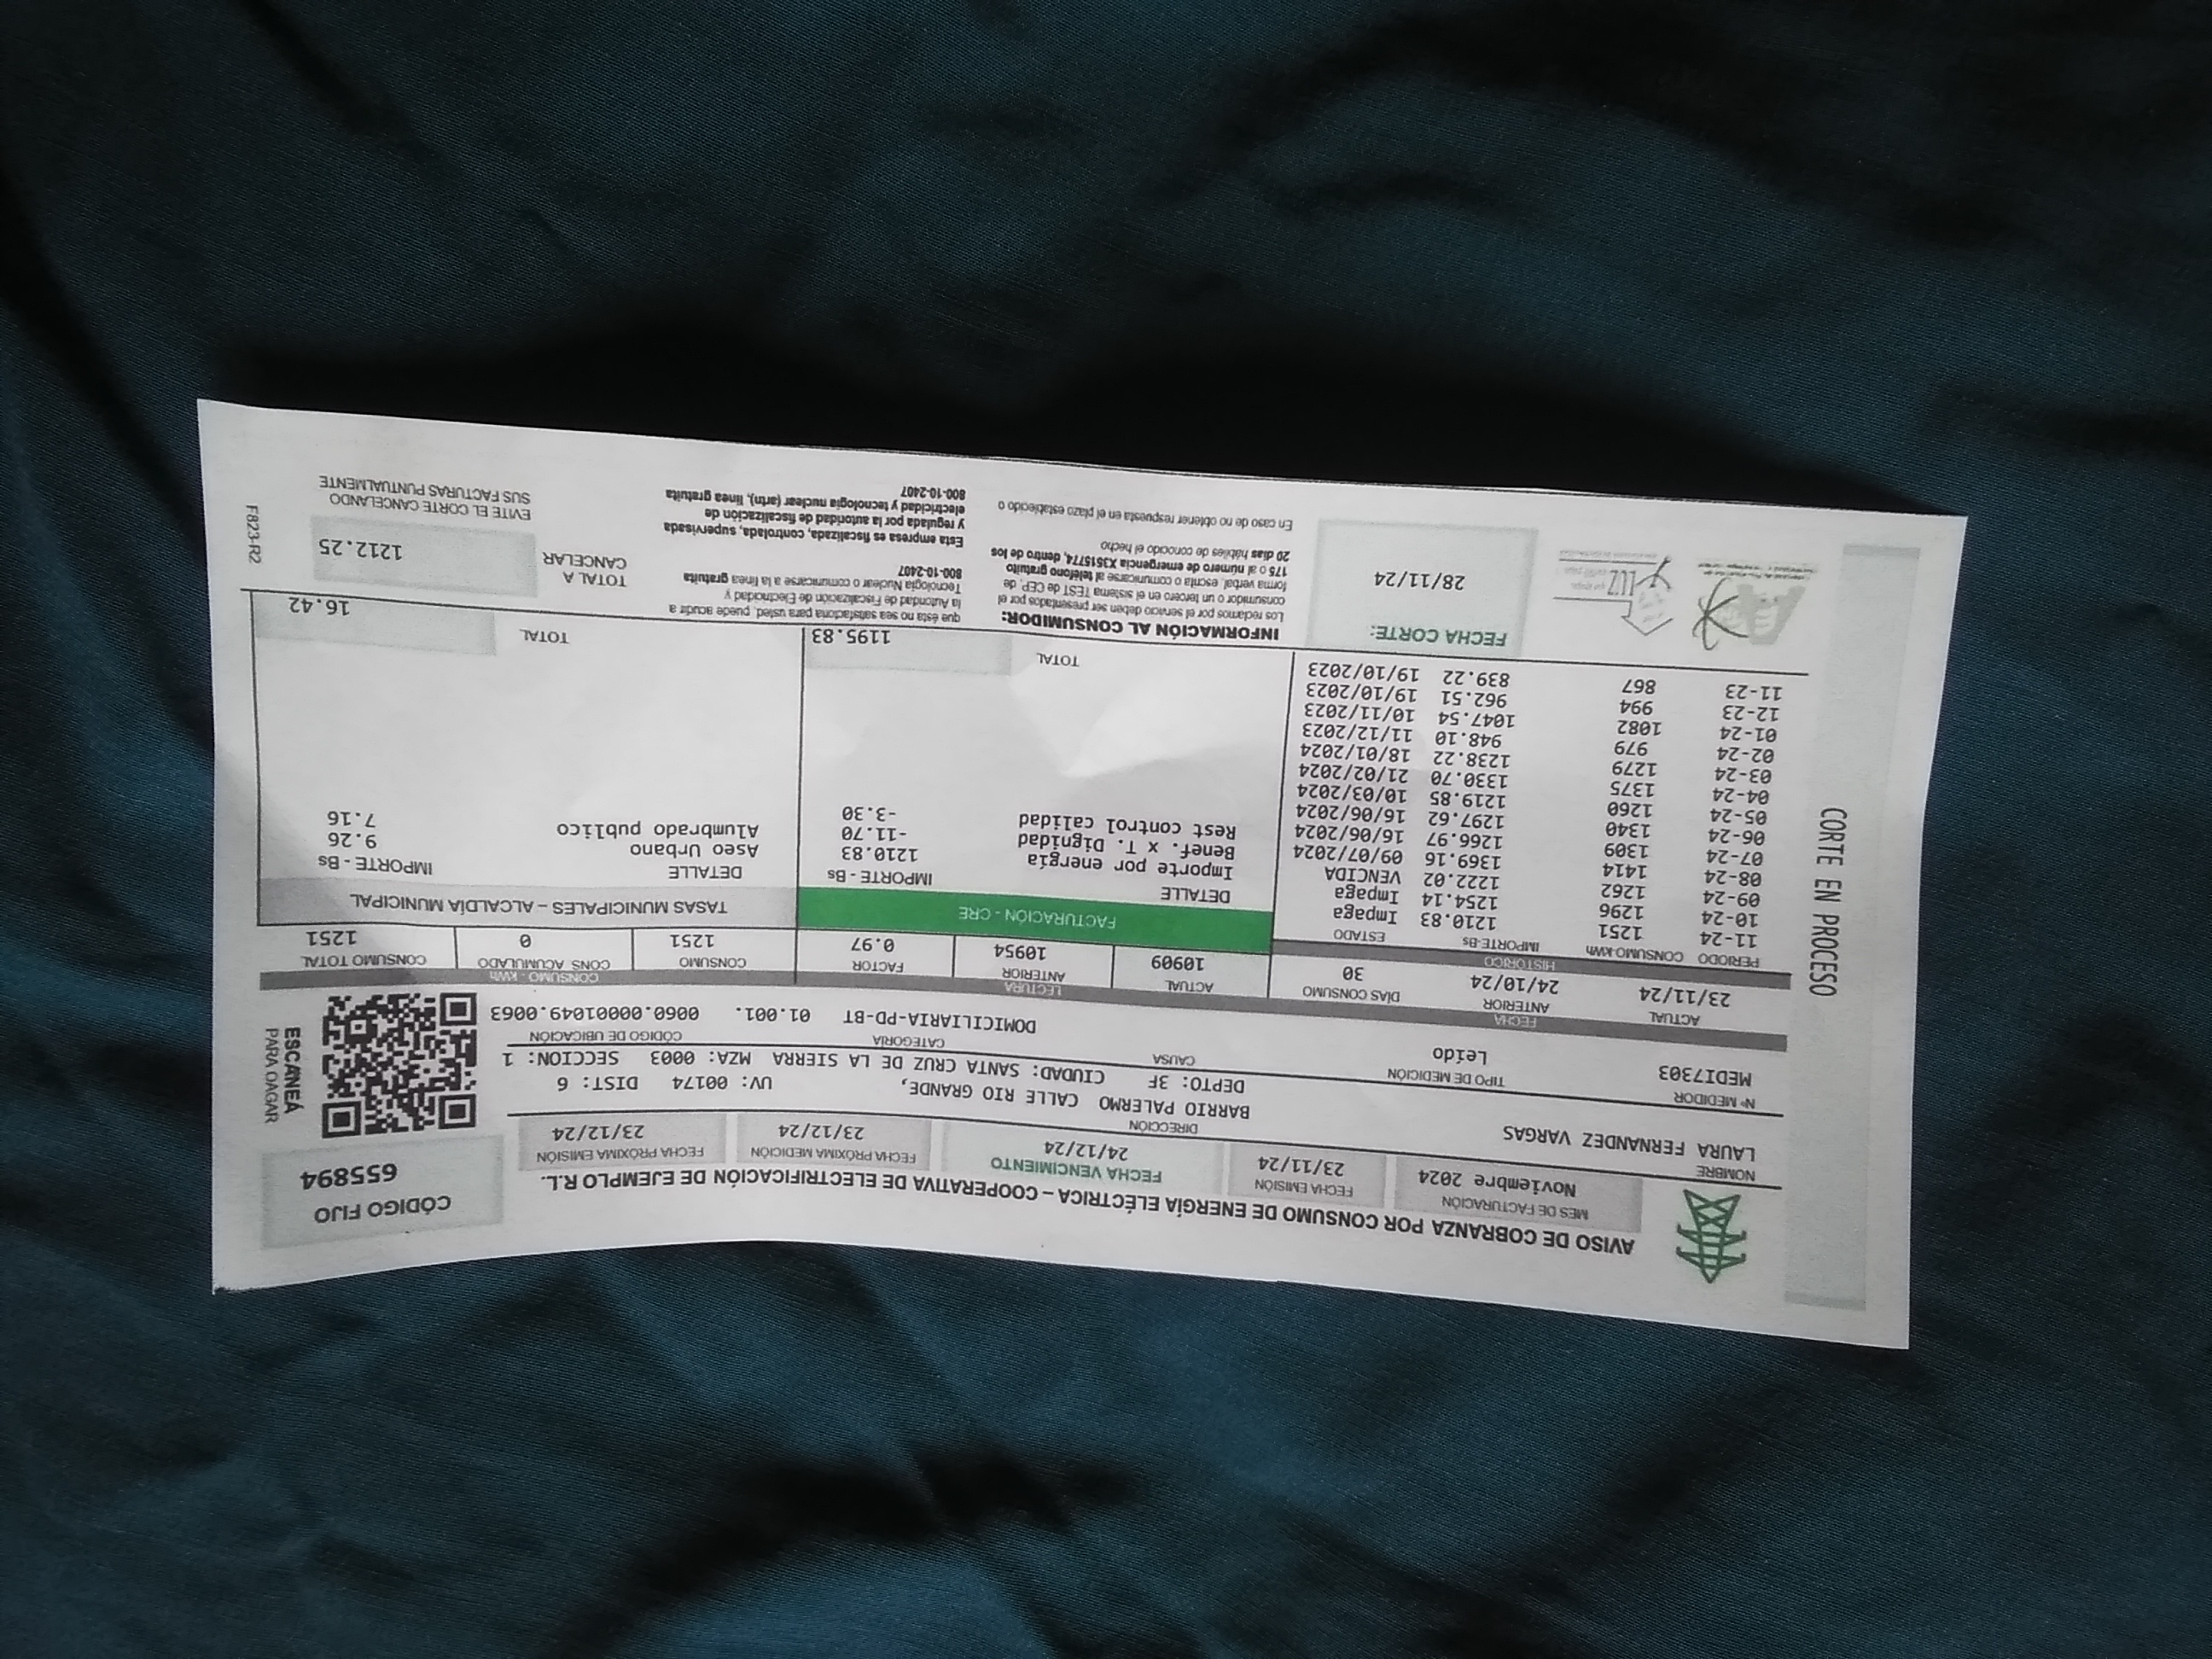 AVISO DE COBRANZA POR CONSUMO DE ENERGÍA ELÉCTRICA – COOPERATIVA DE ELECTRIFICACIÓN DE EJEMPLO R.L.
CÓDIGO FIJO
655894
MES DE FACTURACIÓN
Noviembre 2024
FECHA EMISIÓN
23/11/24
FECHA VENCIMIENTO
24/12/24
FECHA PRÓXIMA MEDICIÓN
23/12/24
FECHA PRÓXIMA EMISIÓN
23/12/24
NOMBRE
LAURA FERNANDEZ VARGAS
DIRECCIÓN
BARRIO PALERMO CALLE RIO GRANDE, UV: 00174 DIST: 6
DEPTO: 3F CIUDAD: SANTA CRUZ DE LA SIERRA MZA: 0003 SECCION: 1
ESCANEÁ
PARA OAGAR
Nº MEDIDOR
MEDI7303
TIPO DE MEDICIÓN
Leído
CAUSA
CATEGORÍA
DOMICILIARIA-PD-BT
CÓDIGO DE UBICACIÓN
01.001. 0060.00001049.0063
FECHA
ACTUAL ANTERIOR DÍAS CONSUMO
23/11/24 24/10/24 30
LECTURA
ACTUAL ANTERIOR FACTOR
10909 10954 0.97
CONSUMO - KWh
CONSUMO CONS ACUMULADO CONSUMO TOTAL
1251 0 1251
HISTÓRICO
PERIODO CONSUMO-KWh IMPORTE-Bs ESTADO
11-24 1251 1210.83 Impaga
10-24 1296 1254.14 Impaga
09-24 1262 1222.02 VENCIDA
08-24 1414 1369.16 09/07/2024
07-24 1309 1266.97 16/06/2024
06-24 1340 1297.62 16/06/2024
05-24 1260 1219.85 10/03/2024
04-24 1375 1330.70 21/02/2024
03-24 1279 1238.22 18/01/2024
02-24 979 948.10 11/12/2023
01-24 1082 1047.54 10/11/2023
12-23 994 962.51 19/10/2023
11-23 867 839.22 19/10/2023
FACTURACIÓN - CRE
DETALLE IMPORTE - Bs
Importe por energía 1210.83
Benef. x T. Dignidad -11.70
Rest control calidad -3.30
TOTAL 1195.83
TASAS MUNICIPALES – ALCALDÍA MUNICIPAL
DETALLE IMPORTE - Bs
Aseo Urbano 9.26
Alumbrado publico 7.16
TOTAL 16.42
CORTE EN PROCESO
LUZ
FECHA CORTE:
28/11/24
INFORMACIÓN AL CONSUMIDOR:
Los reclamos por el servicio deben ser presentados por el
consumidor o un tercero en el sistema TEST de CEP, de
forma verbal, escrita o comunicarse al teléfono gratuito
175 o al número de emergencia X3515774, dentro de los
20 días hábiles de conocido el hecho
En caso de no obtener respuesta en el plazo establecido o
que ésta no sea satisfactoria para usted, puede acudir a
la Autoridad de Fiscalización de Electricidad y
Tecnología Nuclear o comunicarse a la línea gratuita
800-10-2407
Esta empresa es fiscalizada, controlada, supervisada
y regulada por la autoridad de fiscalización de
electricidad y tecnología nuclear (artn), línea gratuita
800-10-2407
TOTAL A
CANCELAR
1212.25
EVITE EL CORTE CANCELANDO
SUS FACTURAS PUNTUALMENTE
F823-R2